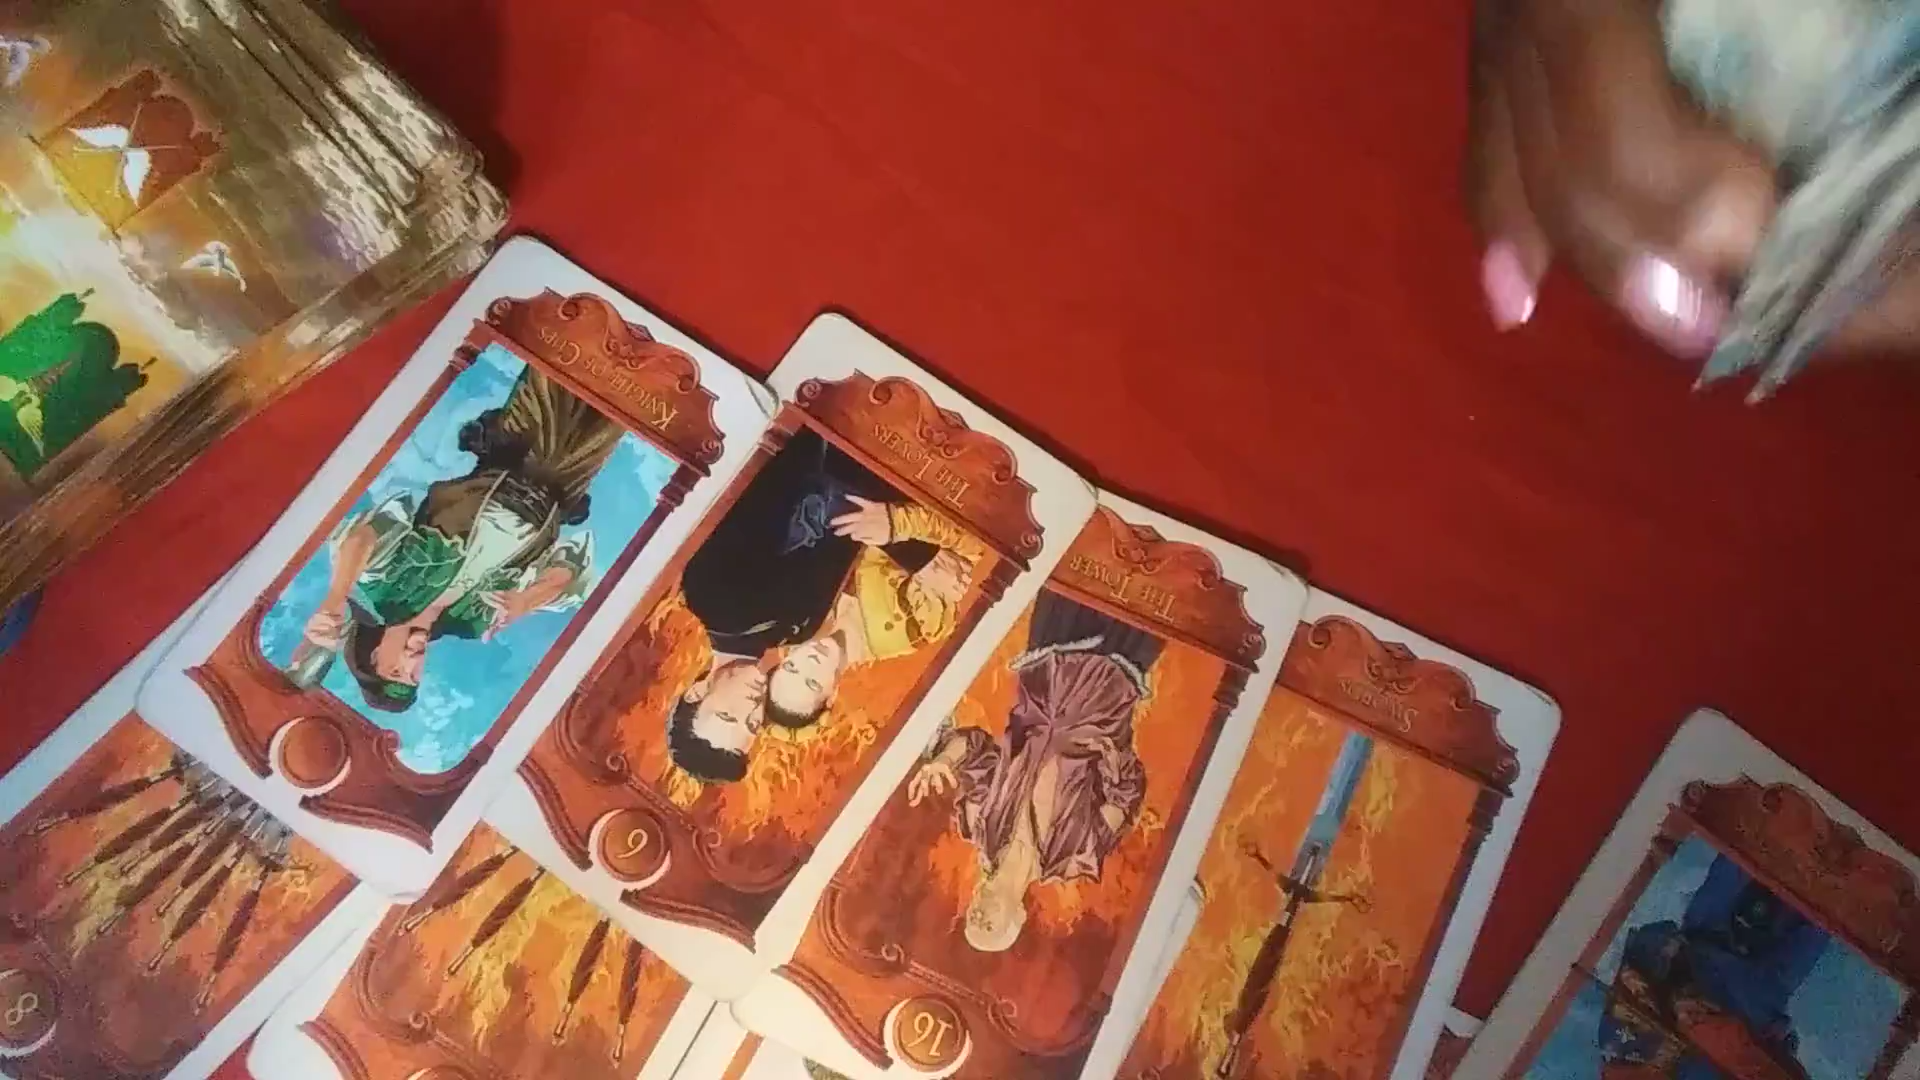 KNIGHT OF CUPS
THE LOVERS
THE TOWER
SWORDS
6
16
8